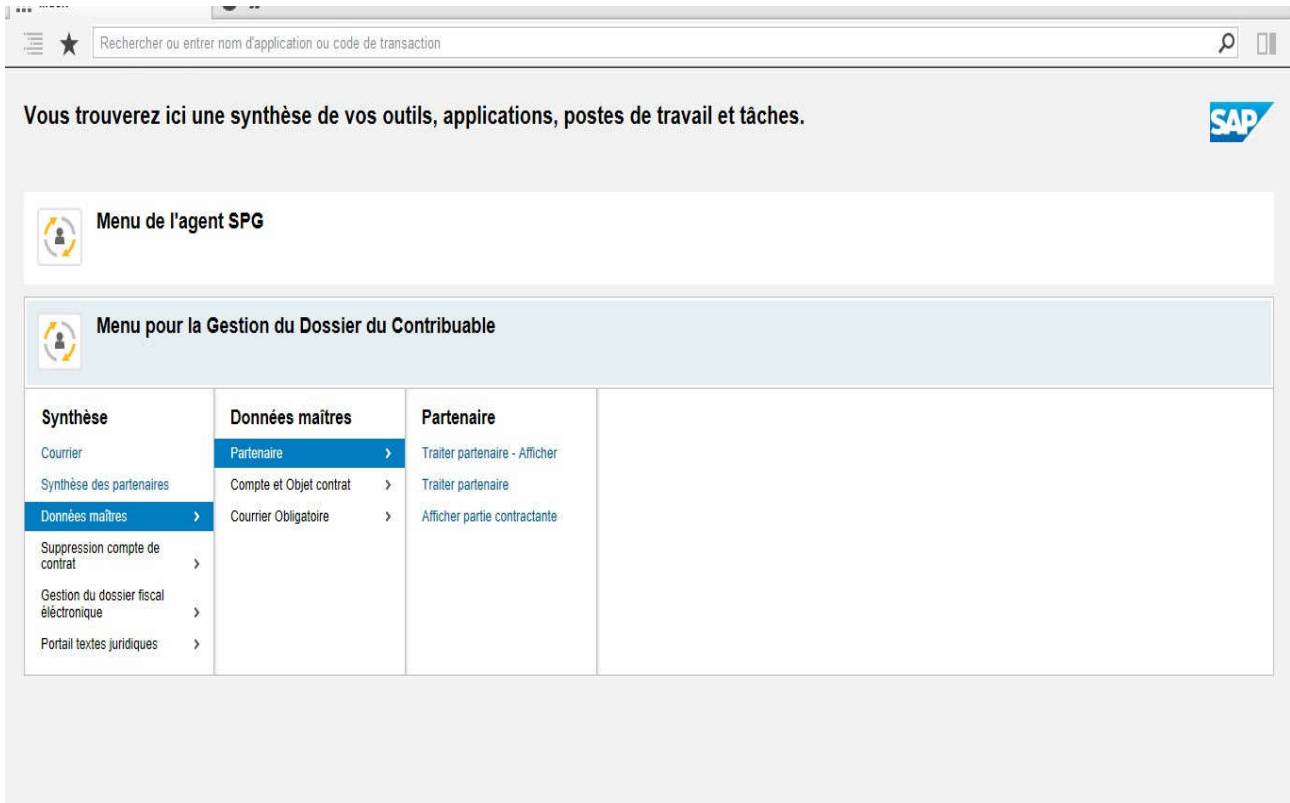 Rechercher ou entrer nom d'application ou code de transaction
Vous trouverez ici une synthèse de vos outils, applications, postes de travail et tâches.
SAP
Menu de l'agent SPG
Menu pour la Gestion du Dossier du Contribuable
Synthèse
Courrier
Synthèse des partenaires
Données maîtres
Suppression compte de
contrat
Gestion du dossier fiscal
éléctronique
Portail textes juridiques
Données maîtres
Partenaire
Compte et Objet contrat
Courrier Obligatoire
Partenaire
Traiter partenaire - Afficher
Traiter partenaire
Afficher partie contractante